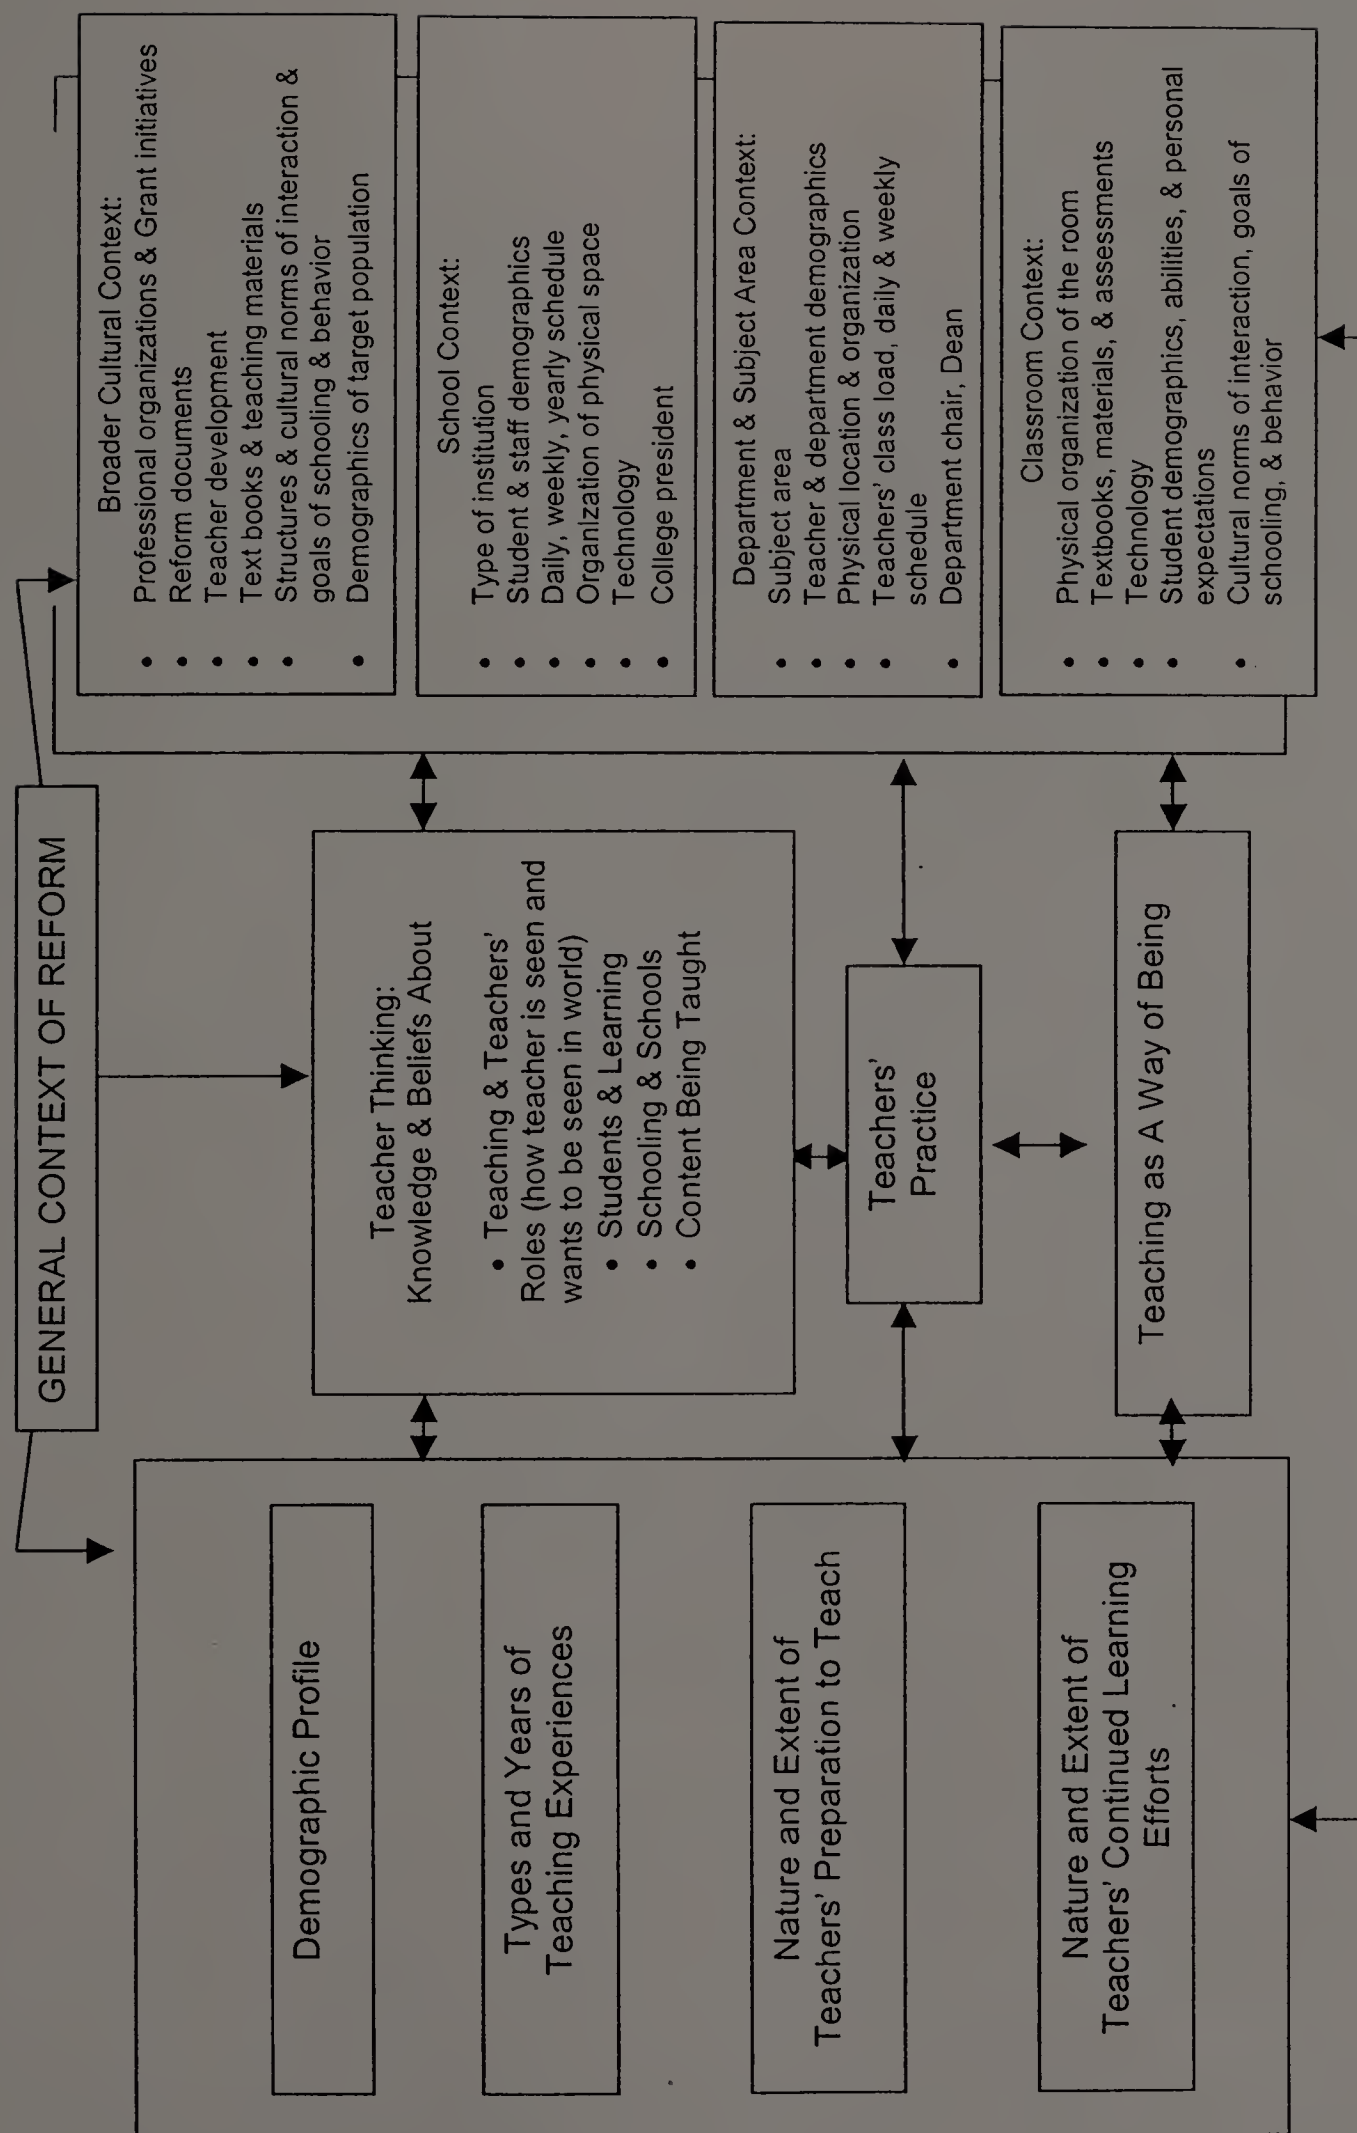 GENERAL CONTEXT OF REFORM
Demographic Profile
Types and Years of
Teaching Experiences
Nature and Extent of
Teachers' Preparation to Teach
Nature and Extent of
Teachers' Continued Learning
Efforts
Teacher Thinking:
Knowledge & Beliefs About
• Teaching & Teachers'
Roles (how teacher is seen and
wants to be seen in world)
• Students & Learning
• Schooling & Schools
• Content Being Taught
Teachers'
Practice
Teaching as A Way of Being
Broader Cultural Context:
• Professional organizations & Grant initiatives
• Reform documents
• Teacher development
• Text books & teaching materials
• Structures & cultural norms of interaction &
goals of schooling & behavior
• Demographics of target population
School Context:
• Type of institution
• Student & staff demographics
• Daily, weekly, yearly schedule
• Organization of physical space
• Technology
• College president
Department & Subject Area Context:
• Subject area
• Teacher & department demographics
• Physical location & organization
• Teachers' class load, daily & weekly
schedule
• Department chair, Dean
Classroom Context:
• Physical organization of the room
• Textbooks, materials, & assessments
• Technology
• Student demographics, abilities, & personal
expectations
• Cultural norms of interaction, goals of
schooling, & behavior